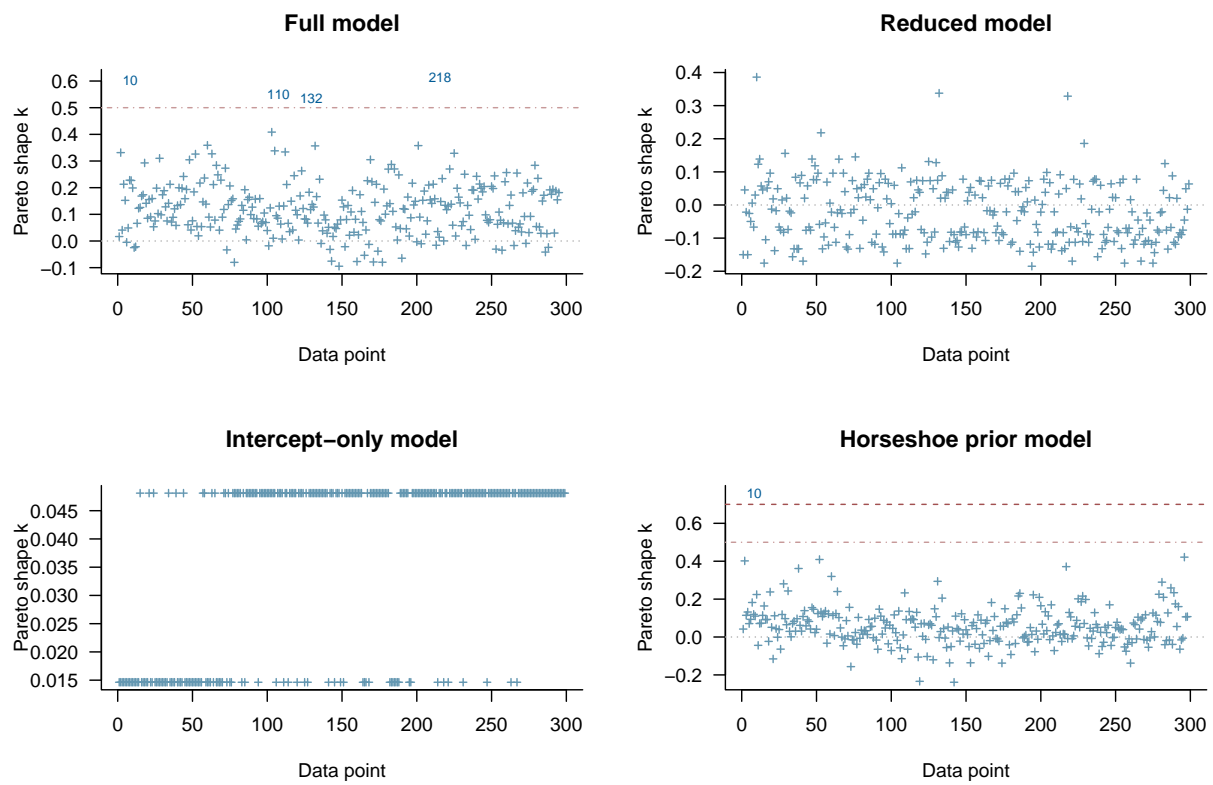 Full model
Pareto shape k
0.6
0.5
0.4
0.3
0.2
0.1
0.0
−0.1
10
110
132
218
0 50 100 150 200 250 300
Data point
Reduced model
Pareto shape k
0.4
0.3
0.2
0.1
0.0
−0.1
−0.2
0 50 100 150 200 250 300
Data point
Intercept−only model
Pareto shape k
0.045
0.040
0.035
0.030
0.025
0.020
0.015
0 50 100 150 200 250 300
Data point
Horseshoe prior model
Pareto shape k
10
0.6
0.4
0.2
0.0
−0.2
0 50 100 150 200 250 300
Data point